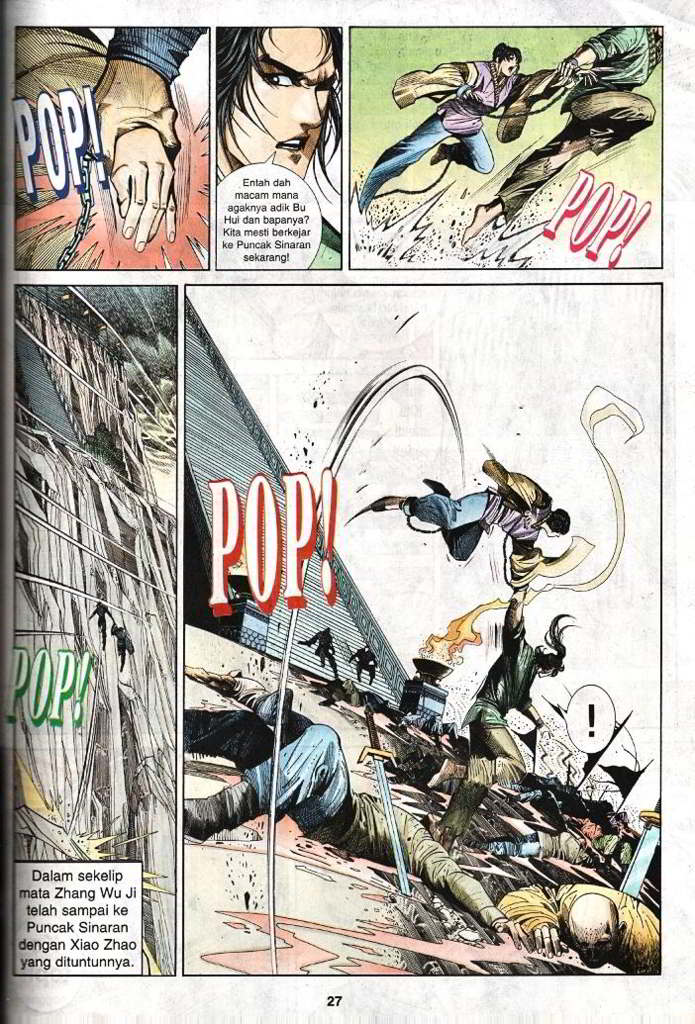 POP!
Entah dah
macam mana
agaknya adik Bu
Hui dan bapanya?
Kita mesti berkejar
ke Puncak Sinaran
sekarang!
POP!
POP!
Dalam sekelip
mata Zhang Wu Ji
telah sampai ke
Puncak Sinaran
dengan Xiao Zhao
yang dituntunnya.
POP!
!
27